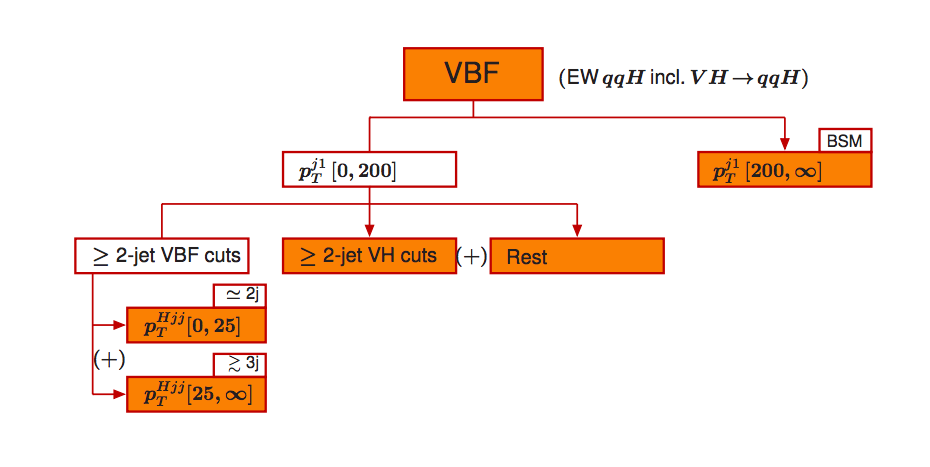 VBF (EW qqH incl. VH → qqH)
BSM
p_T^{j1} [0, 200] p_T^{j1} [200, ∞]
≥ 2-jet VBF cuts ≥ 2-jet VH cuts (+) Rest
≃ 2j
p_T^{Hjj} [0, 25]
(+)
≳ 3j
p_T^{Hjj} [25, ∞]